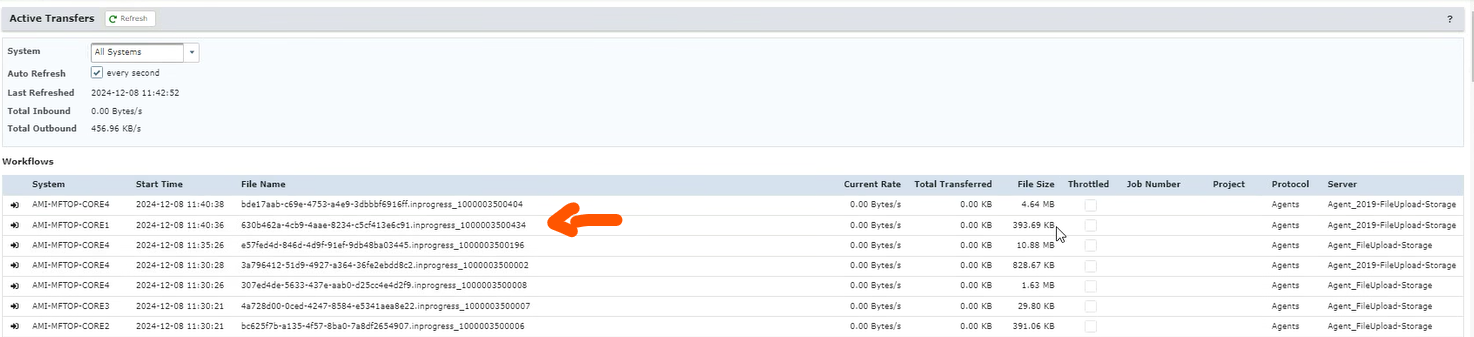 Active Transfers Refresh ?
System All Systems
Auto Refresh every second
Last Refreshed 2024-12-08 11:42:52
Total Inbound 0.00 Bytes/s
Total Outbound 456.96 KB/s
Workflows
System Start Time File Name Current Rate Total Transferred File Size Throttled Job Number Project Protocol Server
AMI-MFTOP-CORE4 2024-12-08 11:40:38 bde17aab-c69e-4753-a4e9-3dbbbf6916ff.inprogress_1000003500404 0.00 Bytes/s 0.00 KB 4.64 MB Agents Agent_2019-FileUpload-Storage
AMI-MFTOP-CORE1 2024-12-08 11:40:36 630b462a-4cb9-4aae-8234-c5cf413e6c91.inprogress_1000003500434 0.00 Bytes/s 0.00 KB 393.69 KB Agents Agent_2019-FileUpload-Storage
AMI-MFTOP-CORE4 2024-12-08 11:35:26 e57fed4d-846d-4d9f-91ef-9db48ba03445.inprogress_1000003500196 0.00 Bytes/s 0.00 KB 10.88 MB Agents Agent_FileUpload-Storage
AMI-MFTOP-CORE4 2024-12-08 11:30:28 3a796412-51d9-4927-a364-36fe2ebdd8c2.inprogress_1000003500002 0.00 Bytes/s 0.00 KB 828.67 KB Agents Agent_2019-FileUpload-Storage
AMI-MFTOP-CORE4 2024-12-08 11:30:26 307ed4de-5633-437e-aab0-d25cc4e4d2f9.inprogress_1000003500008 0.00 Bytes/s 0.00 KB 1.63 MB Agents Agent_FileUpload-Storage
AMI-MFTOP-CORE3 2024-12-08 11:30:21 4a728d00-0ced-4247-8584-e5341aea8e22.inprogress_1000003500007 0.00 Bytes/s 0.00 KB 29.80 KB Agents Agent_FileUpload-Storage
AMI-MFTOP-CORE2 2024-12-08 11:30:21 bc625f7b-a135-4f57-8ba0-7a8df2654907.inprogress_1000003500006 0.00 Bytes/s 0.00 KB 391.06 KB Agents Agent_FileUpload-Storage